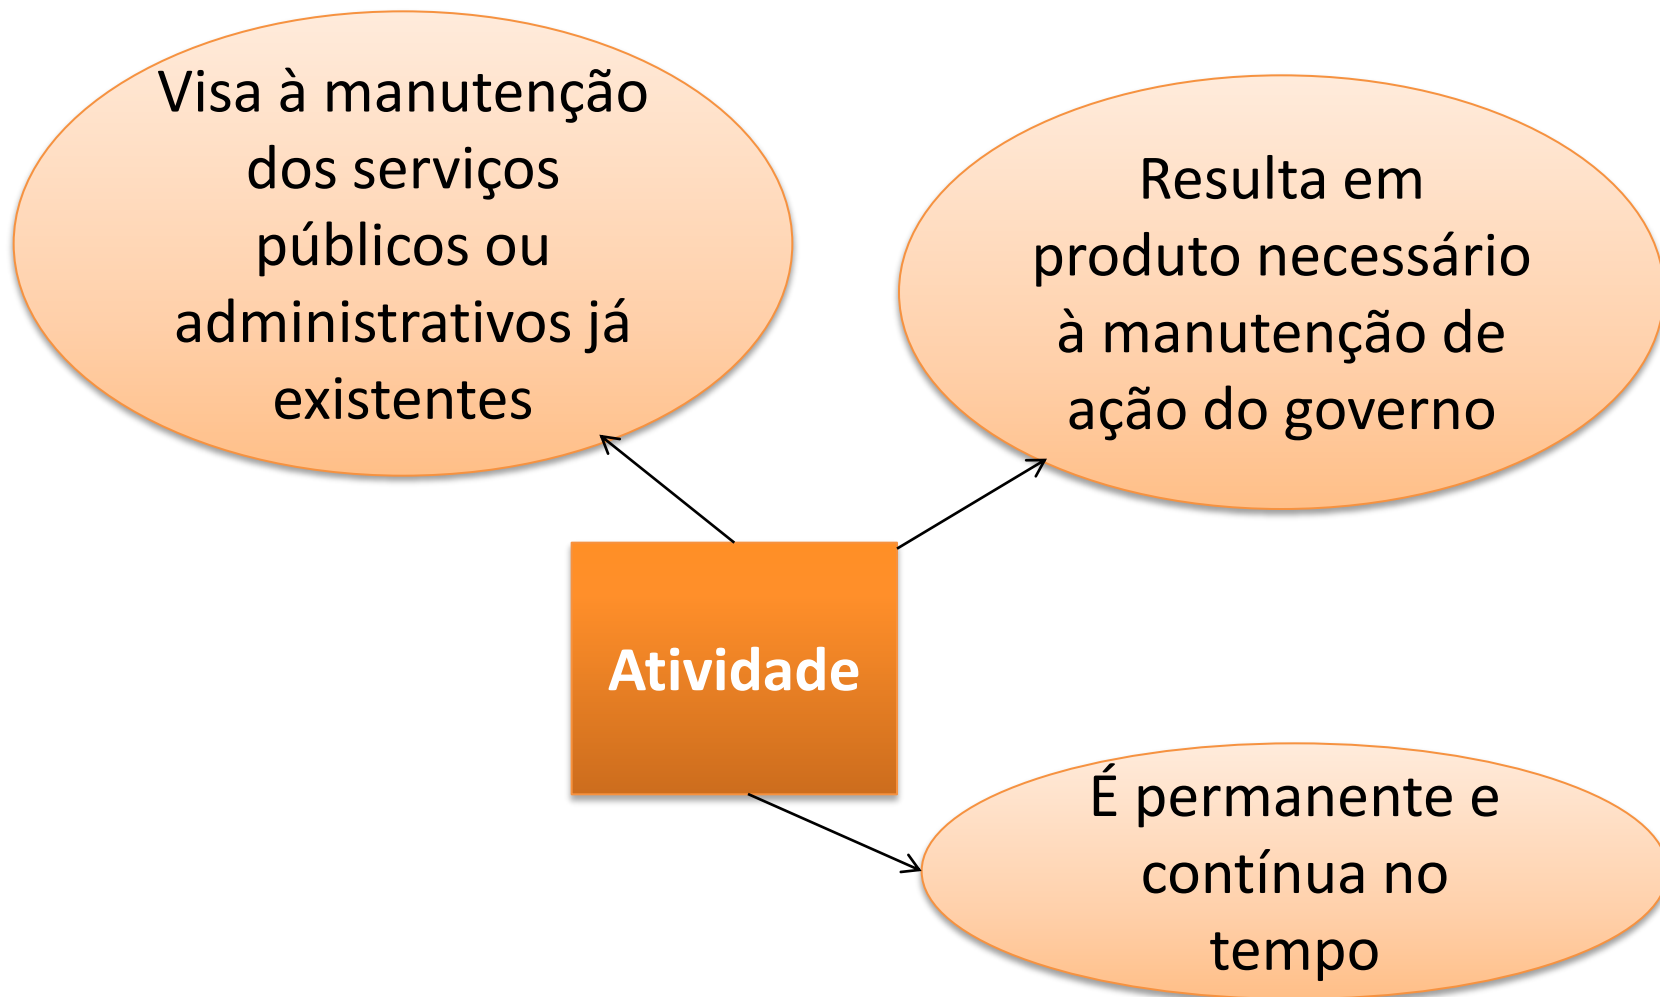 Visa à manutenção
dos serviços
públicos ou
administrativos já
existentes
Resulta em
produto necessário
à manutenção de
ação do governo
Atividade
É permanente e
contínua no
tempo